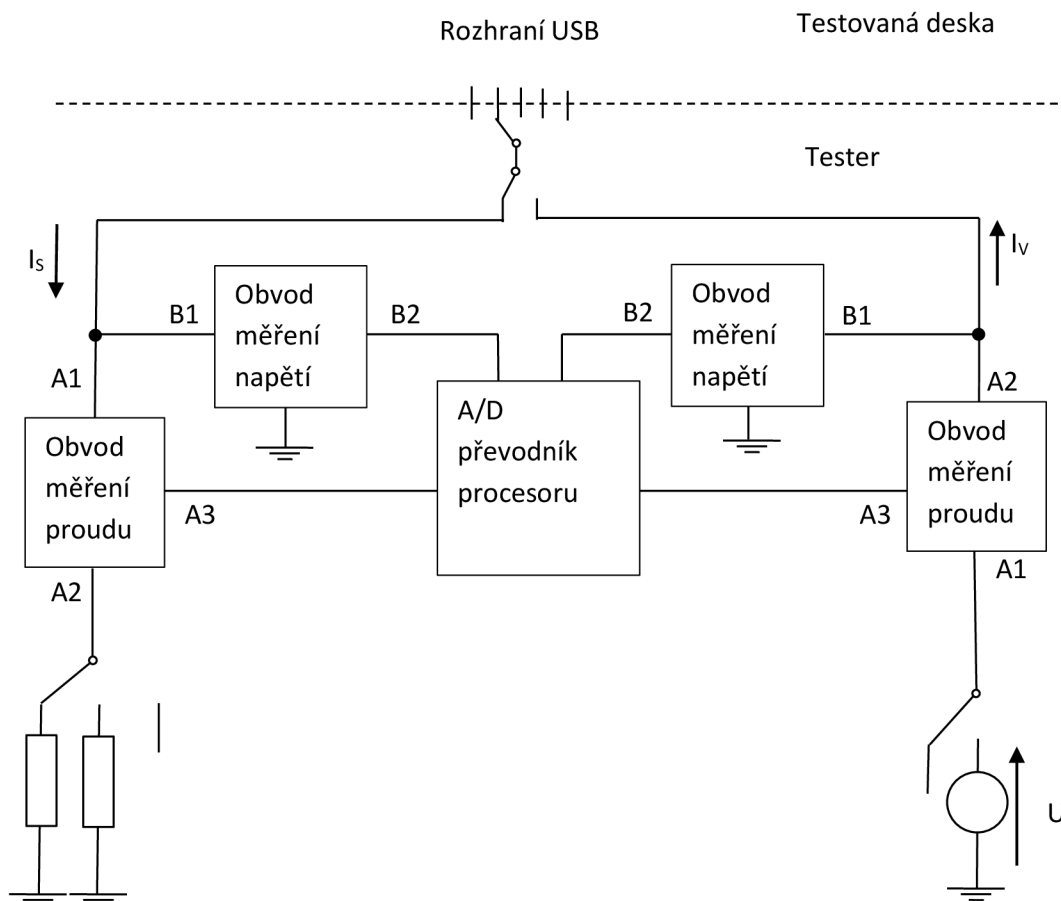 Rozhraní USB
Testovaná deska
Tester
I_S
I_V
B1
Obvod
měření
napětí
B2
B2
Obvod
měření
napětí
B1
A1
A2
Obvod
měření
proudu
A3
A/D
převodník
procesoru
A3
Obvod
měření
proudu
A2
A1
U